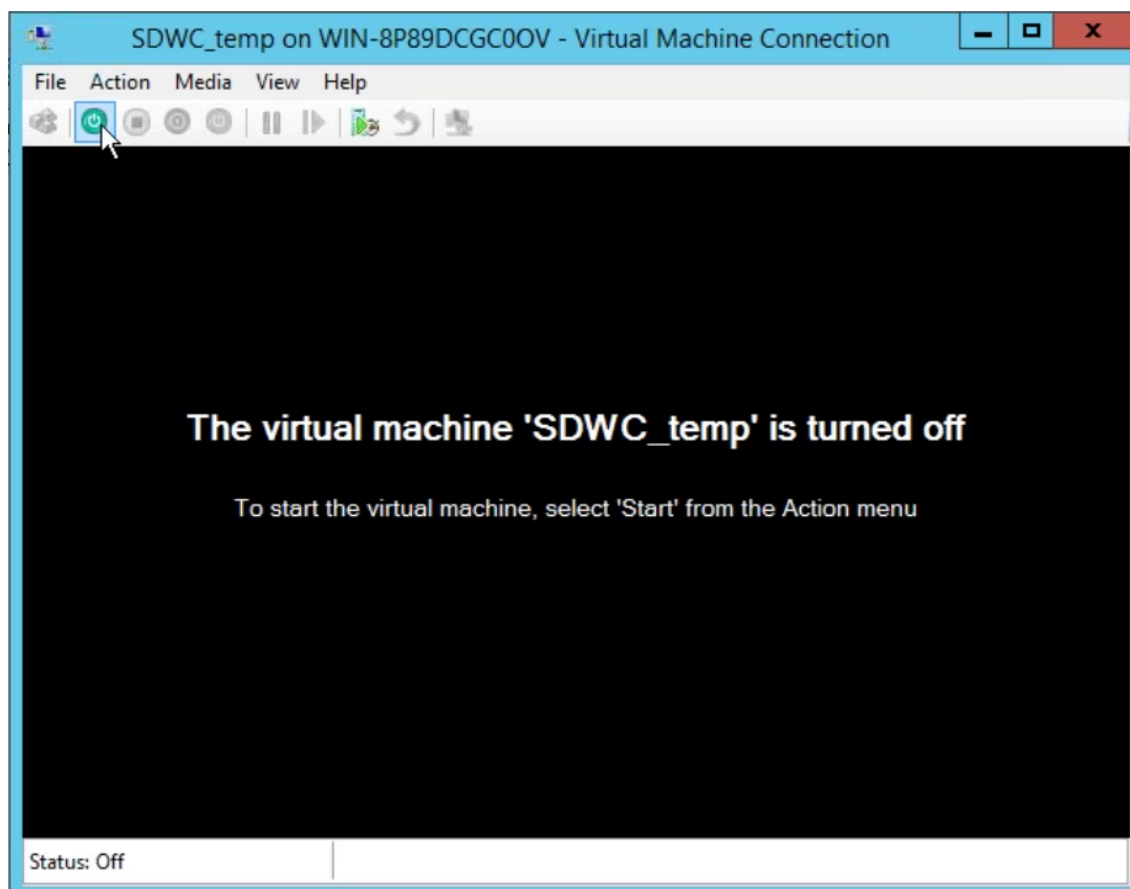 SDWC_temp on WIN-8P89DCGC0OV - Virtual Machine Connection
File Action Media View Help
The virtual machine 'SDWC_temp' is turned off
To start the virtual machine, select 'Start' from the Action menu
Status: Off